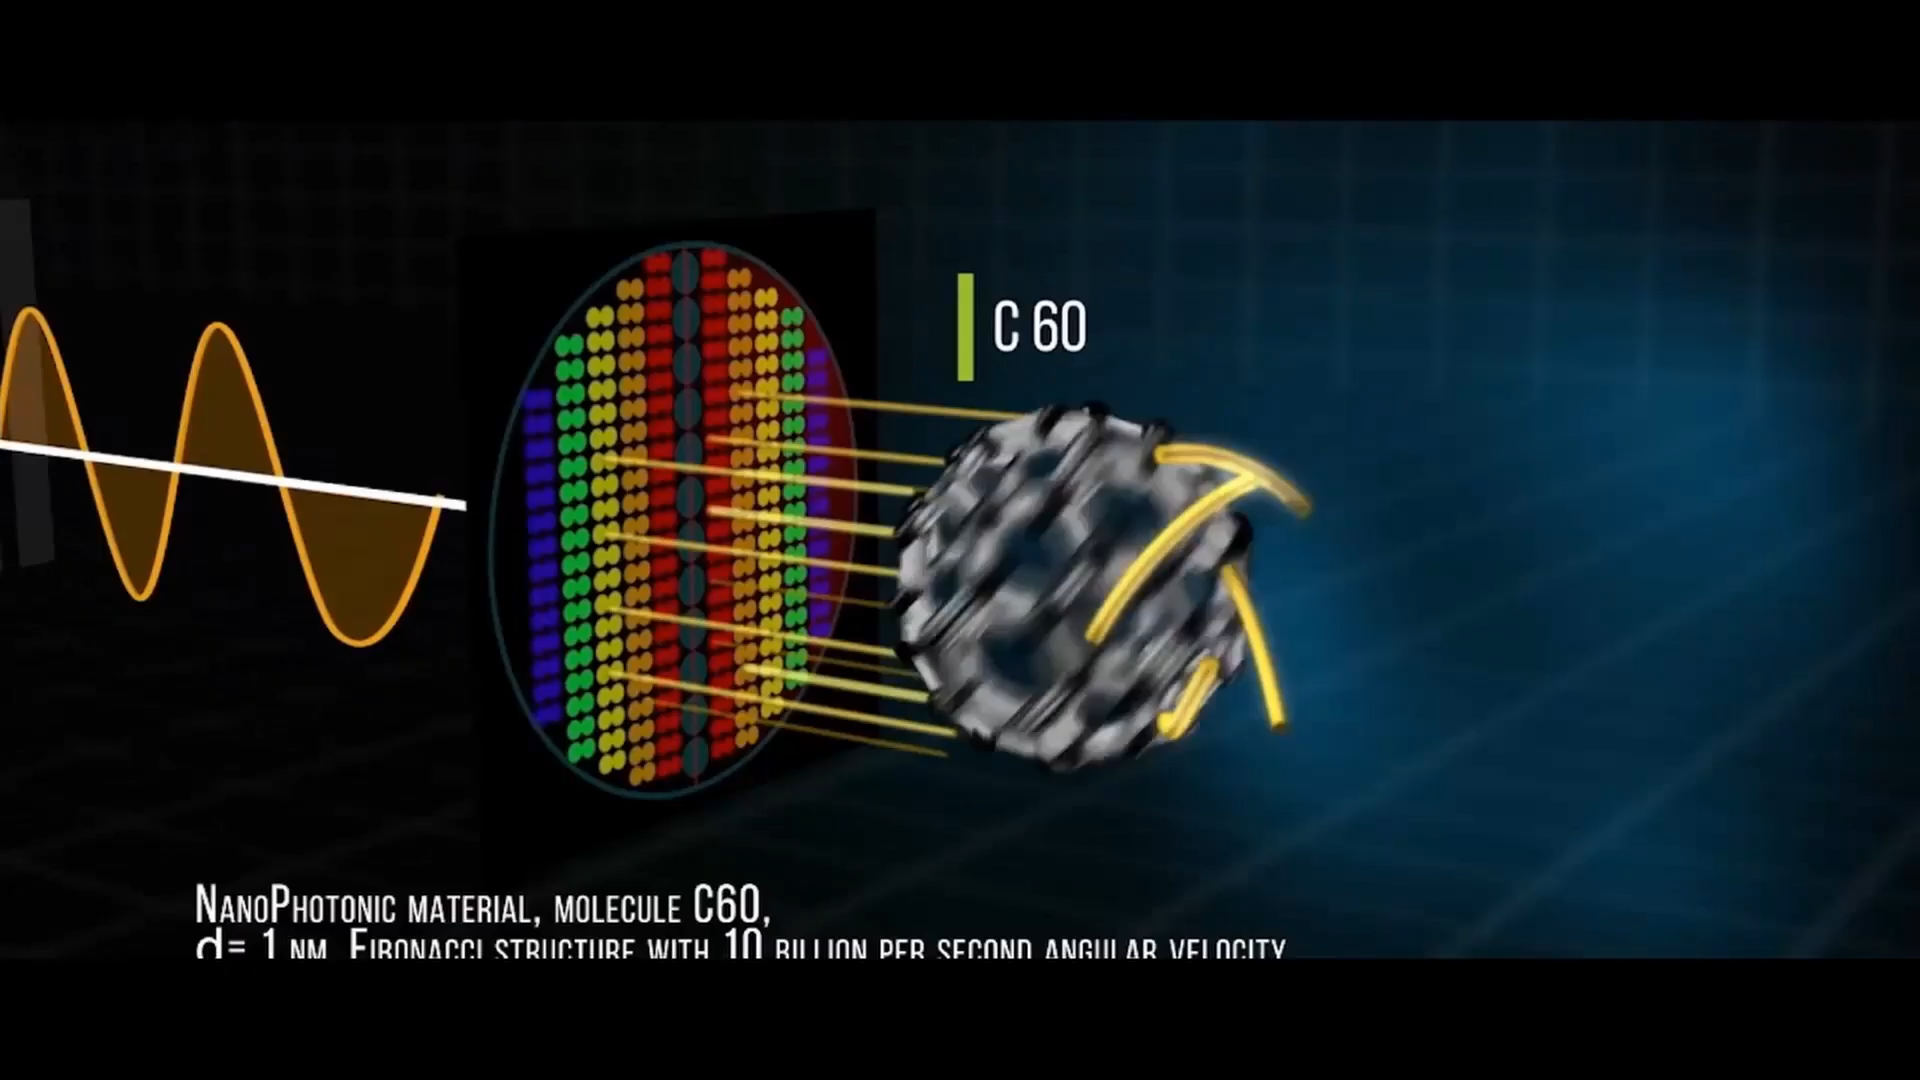 C 60
NanoPhotonic material, molecule C60,
d= 1 nm Fibonacci structure with 10 billion per second angular velocity